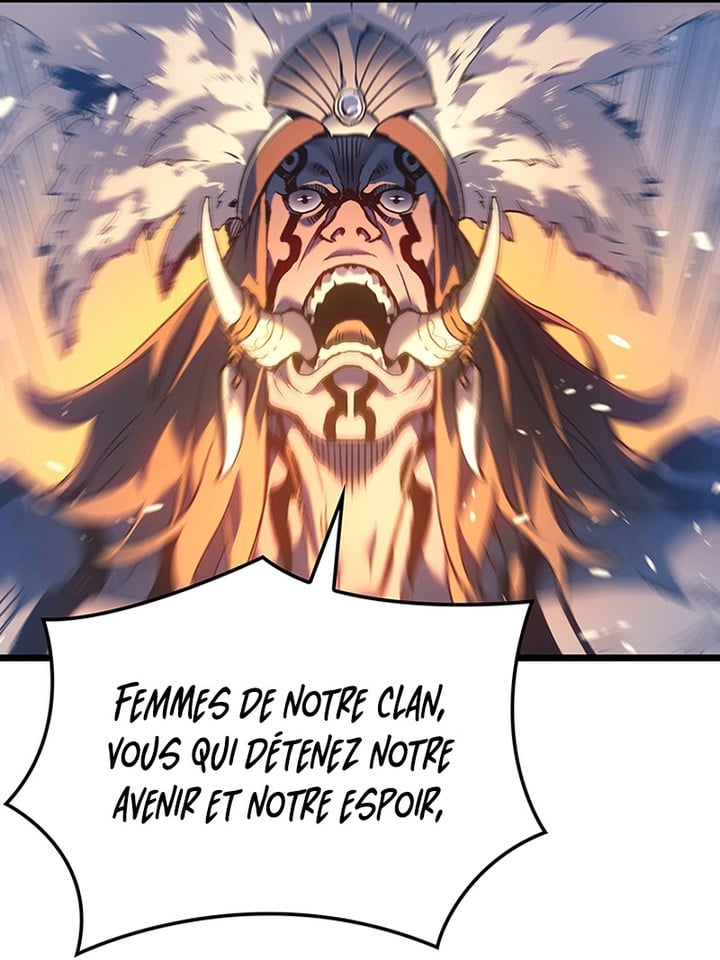 FEMMES DE NOTRE CLAN,
VOUS QUI DÉTENEZ NOTRE
AVENIR ET NOTRE ESPOIR,